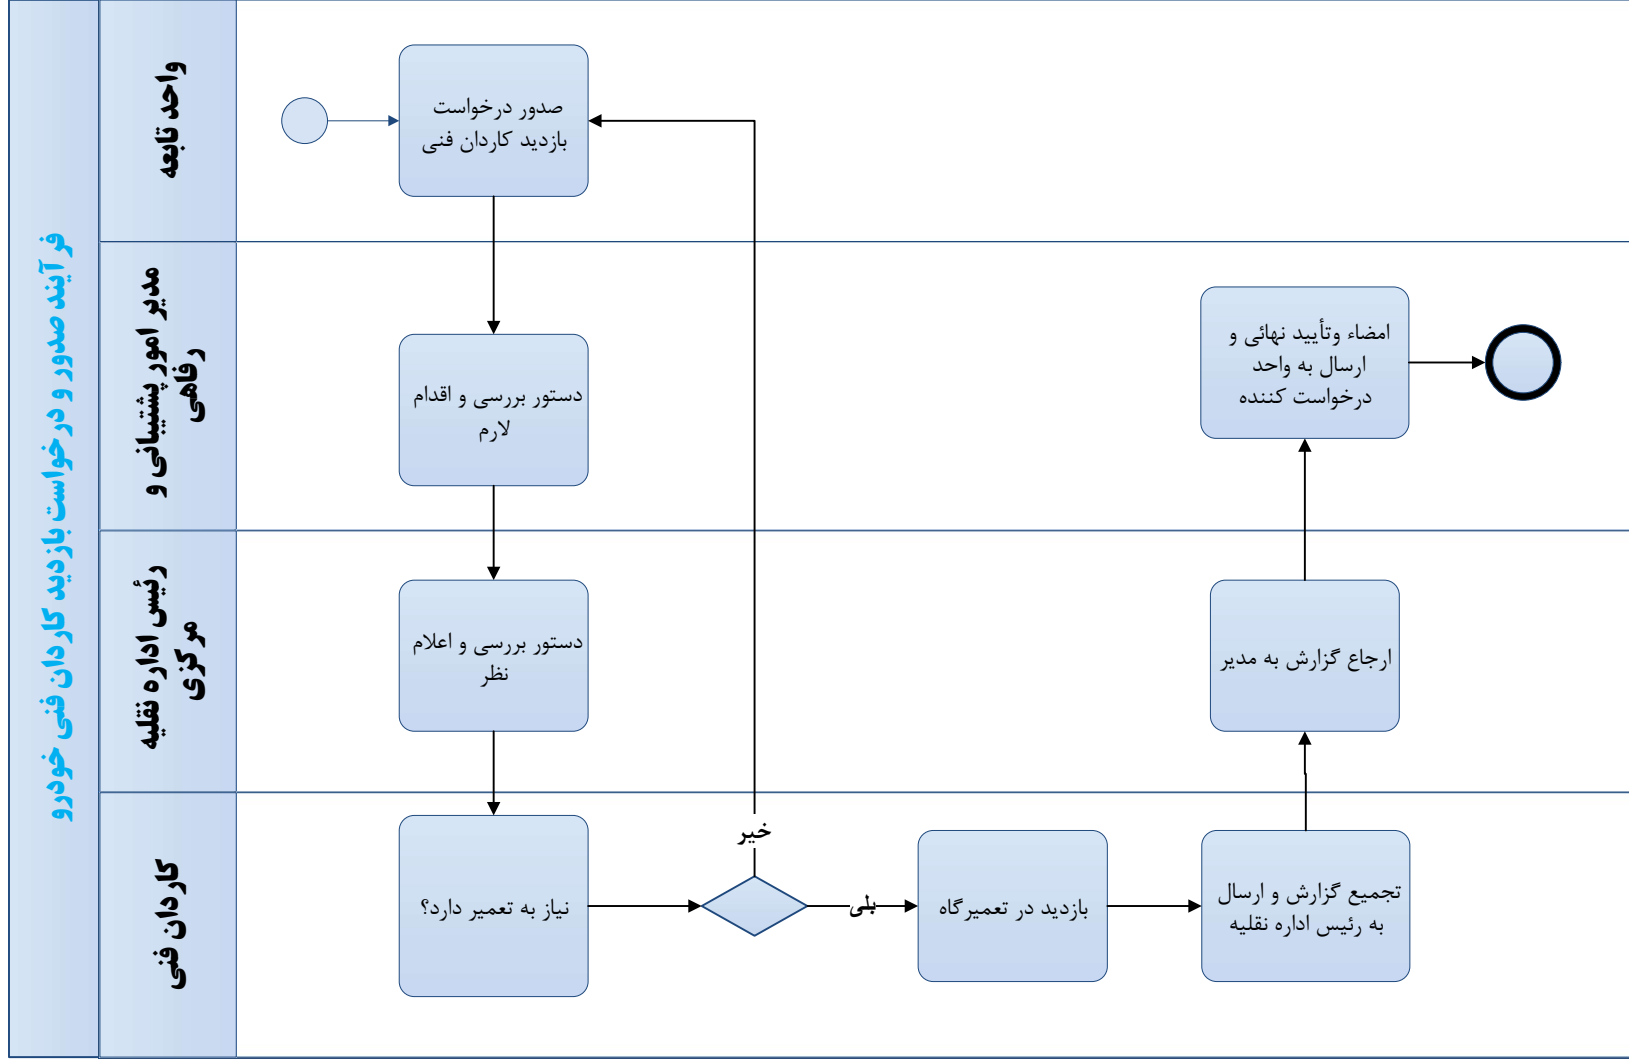 فرآیند صدور و درخواست بازدید کاردان فنی خودرو
واحد تابعه
صدور درخواست
بازدید کاردان فنی
مدیر امور پشتیبانی و
رفاهی
دستور بررسی و اقدام
لارم
امضاء وتأیید نهائی و
ارسال به واحد
درخواست کننده
رئیس اداره نقلیه
مرکزی
دستور بررسی و اعلام
نظر
ارجاع گزارش به مدیر
کاردان فنی
نیاز به تعمیر دارد؟
خیر
بلی
بازدید در تعمیرگاه
تجمیع گزارش و ارسال
به رئیس اداره نقلیه